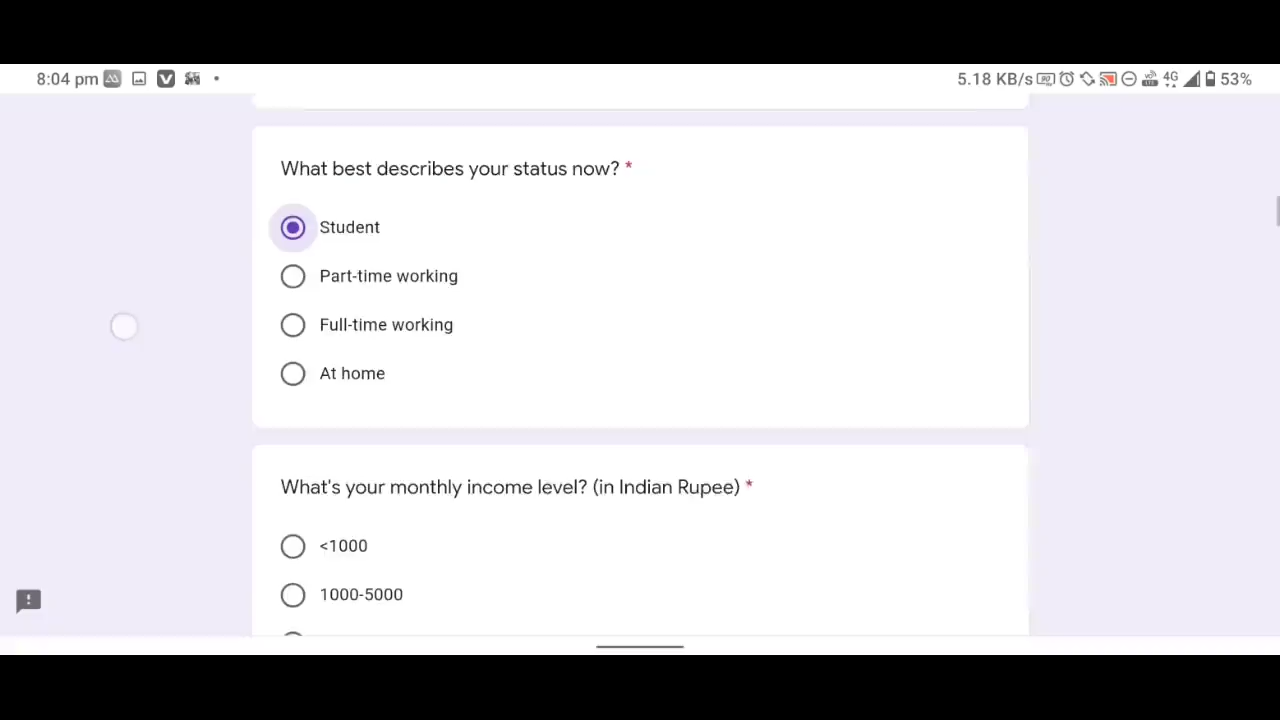 8:04 pm
5.18 KB/s 4G 53%
What best describes your status now? *
Student
Part-time working
Full-time working
At home
What's your monthly income level? (in Indian Rupee) *
<1000
1000-5000